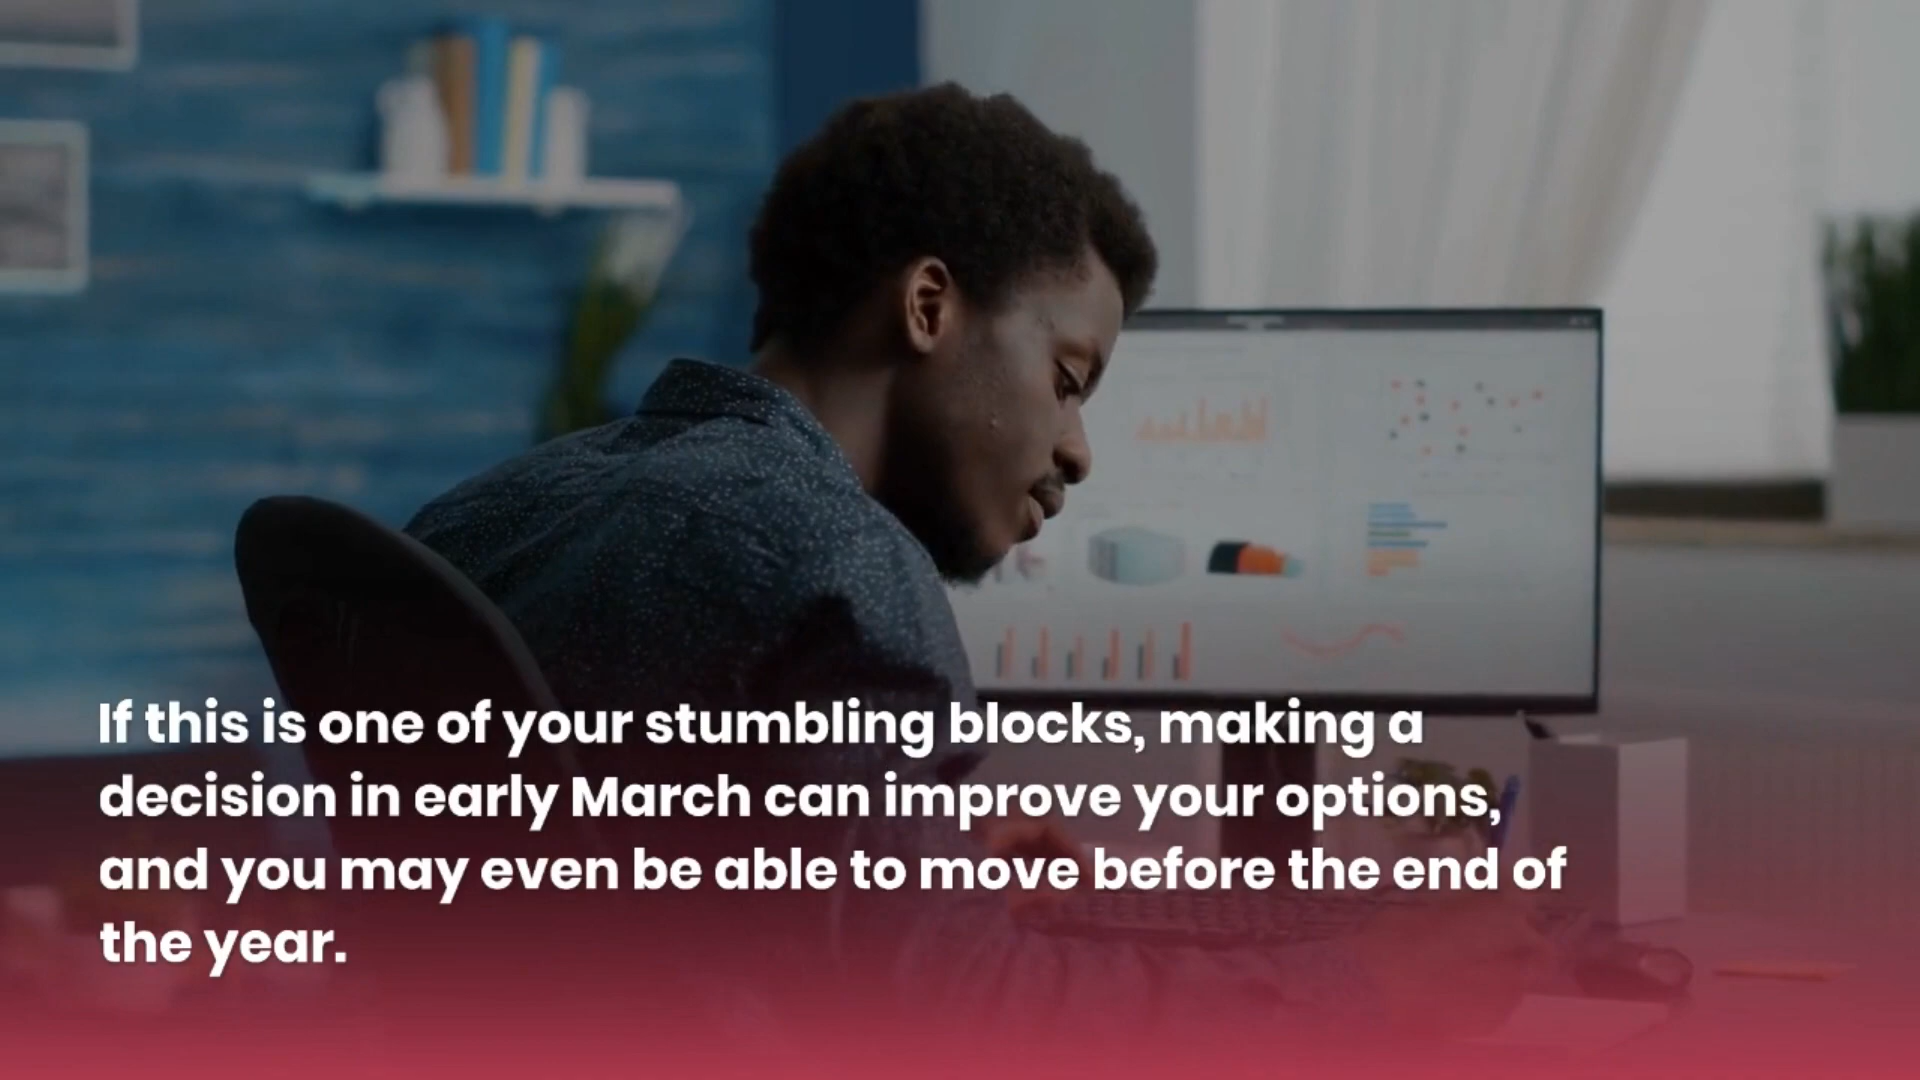 If this is one of your stumbling blocks, making a
decision in early March can improve your options,
and you may even be able to move before the end of
the year.